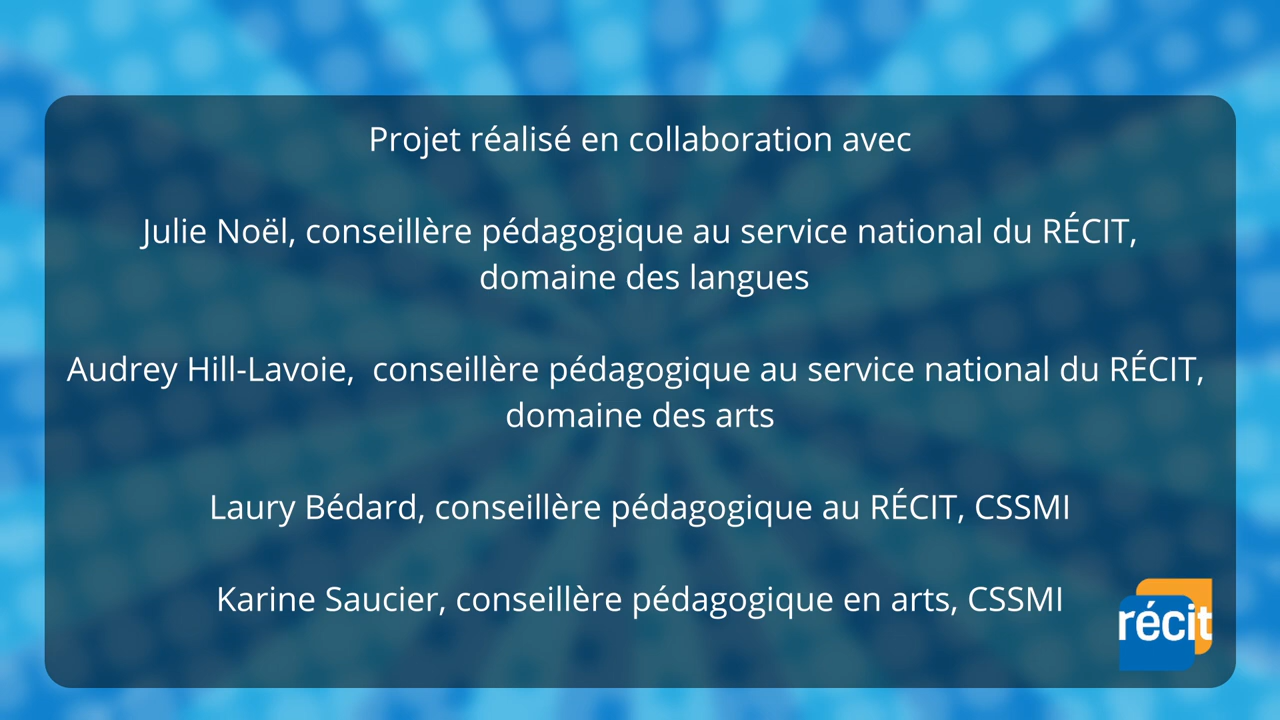 Projet réalisé en collaboration avec
Julie Noël, conseillère pédagogique au service national du RÉCIT,
domaine des langues
Audrey Hill-Lavoie, conseillère pédagogique au service national du RÉCIT,
domaine des arts
Laury Bédard, conseillère pédagogique au RÉCIT, CSSMI
Karine Saucier, conseillère pédagogique en arts, CSSMI
récit